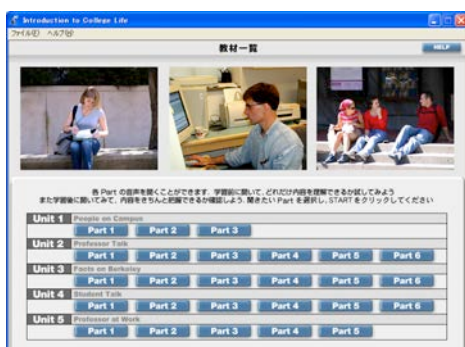 Introduction to College Life
ファイル(F) ヘルプ(H)
教材一覧
HELP
各 Part の音声を聞くことができます．学習前に聞いて、どれだけ内容を理解できるか試してみよう
また学習後に聞いてみて、内容をきちんと把握できるか確認しよう．聞きたい Part を選択し、START をクリックしてください
Unit 1 People on Campus
Part 1 Part 2 Part 3
Unit 2 Professor Talk
Part 1 Part 2 Part 3 Part 4 Part 5 Part 6
Unit 3 Facts on Berkeley
Part 1 Part 2 Part 3 Part 4 Part 5 Part 6
Unit 4 Student Talk
Part 1 Part 2 Part 3 Part 4 Part 5 Part 6
Unit 5 Professor at Work
Part 1 Part 2 Part 3 Part 4 Part 5